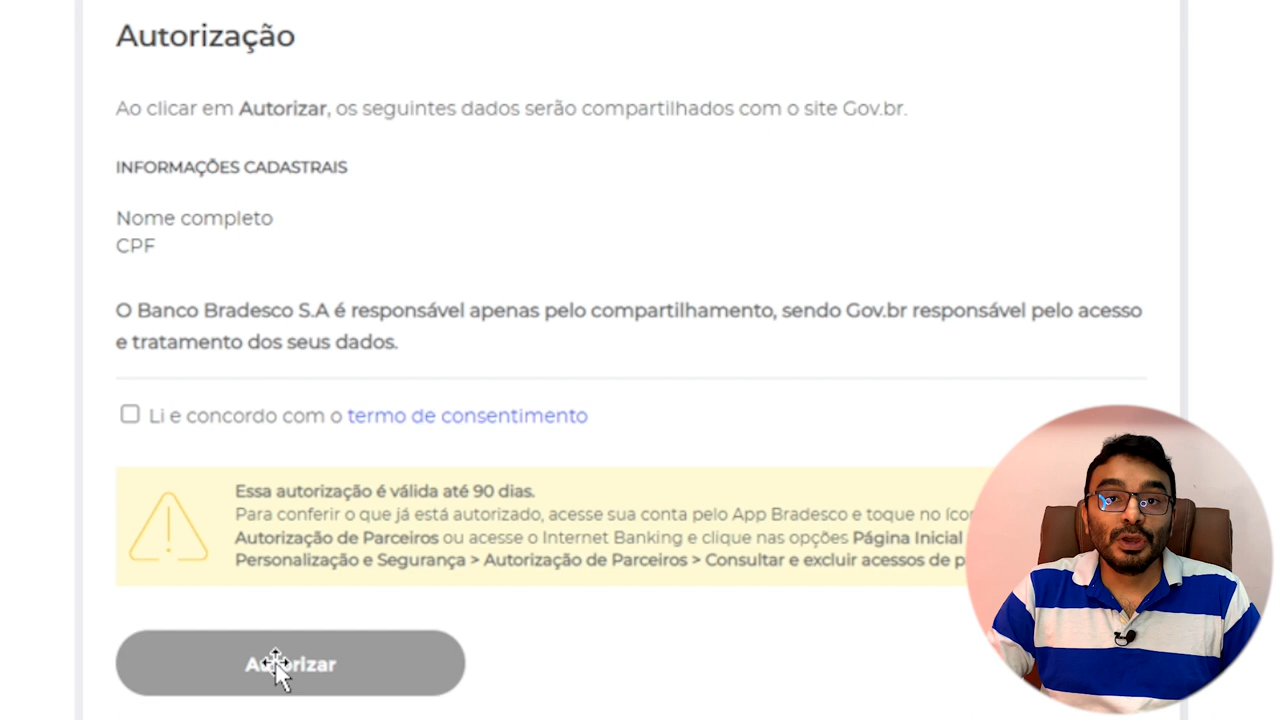 Autorização
Ao clicar em Autorizar, os seguintes dados serão compartilhados com o site Gov.br.
INFORMAÇÕES CADASTRAIS
Nome completo
CPF
O Banco Bradesco S.A é responsável apenas pelo compartilhamento, sendo Gov.br responsável pelo acesso
e tratamento dos seus dados.
Li e concordo com o termo de consentimento
Essa autorização é válida até 90 dias.
Para conferir o que já está autorizado, acesse sua conta pelo App Bradesco e toque no
Autorização de Parceiros ou acesse o Internet Banking e clique nas opções Página Inicial
Personalização e Segurança > Autorização de Parceiros > Consultar e excluir acessos de
Autorizar